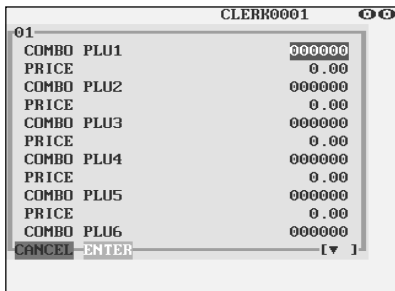 CLERK0001
01
COMBO PLU1 000000
PRICE 0.00
COMBO PLU2 000000
PRICE 0.00
COMBO PLU3 000000
PRICE 0.00
COMBO PLU4 000000
PRICE 0.00
COMBO PLU5 000000
PRICE 0.00
COMBO PLU6 000000
CANCEL ENTER [▼ ]